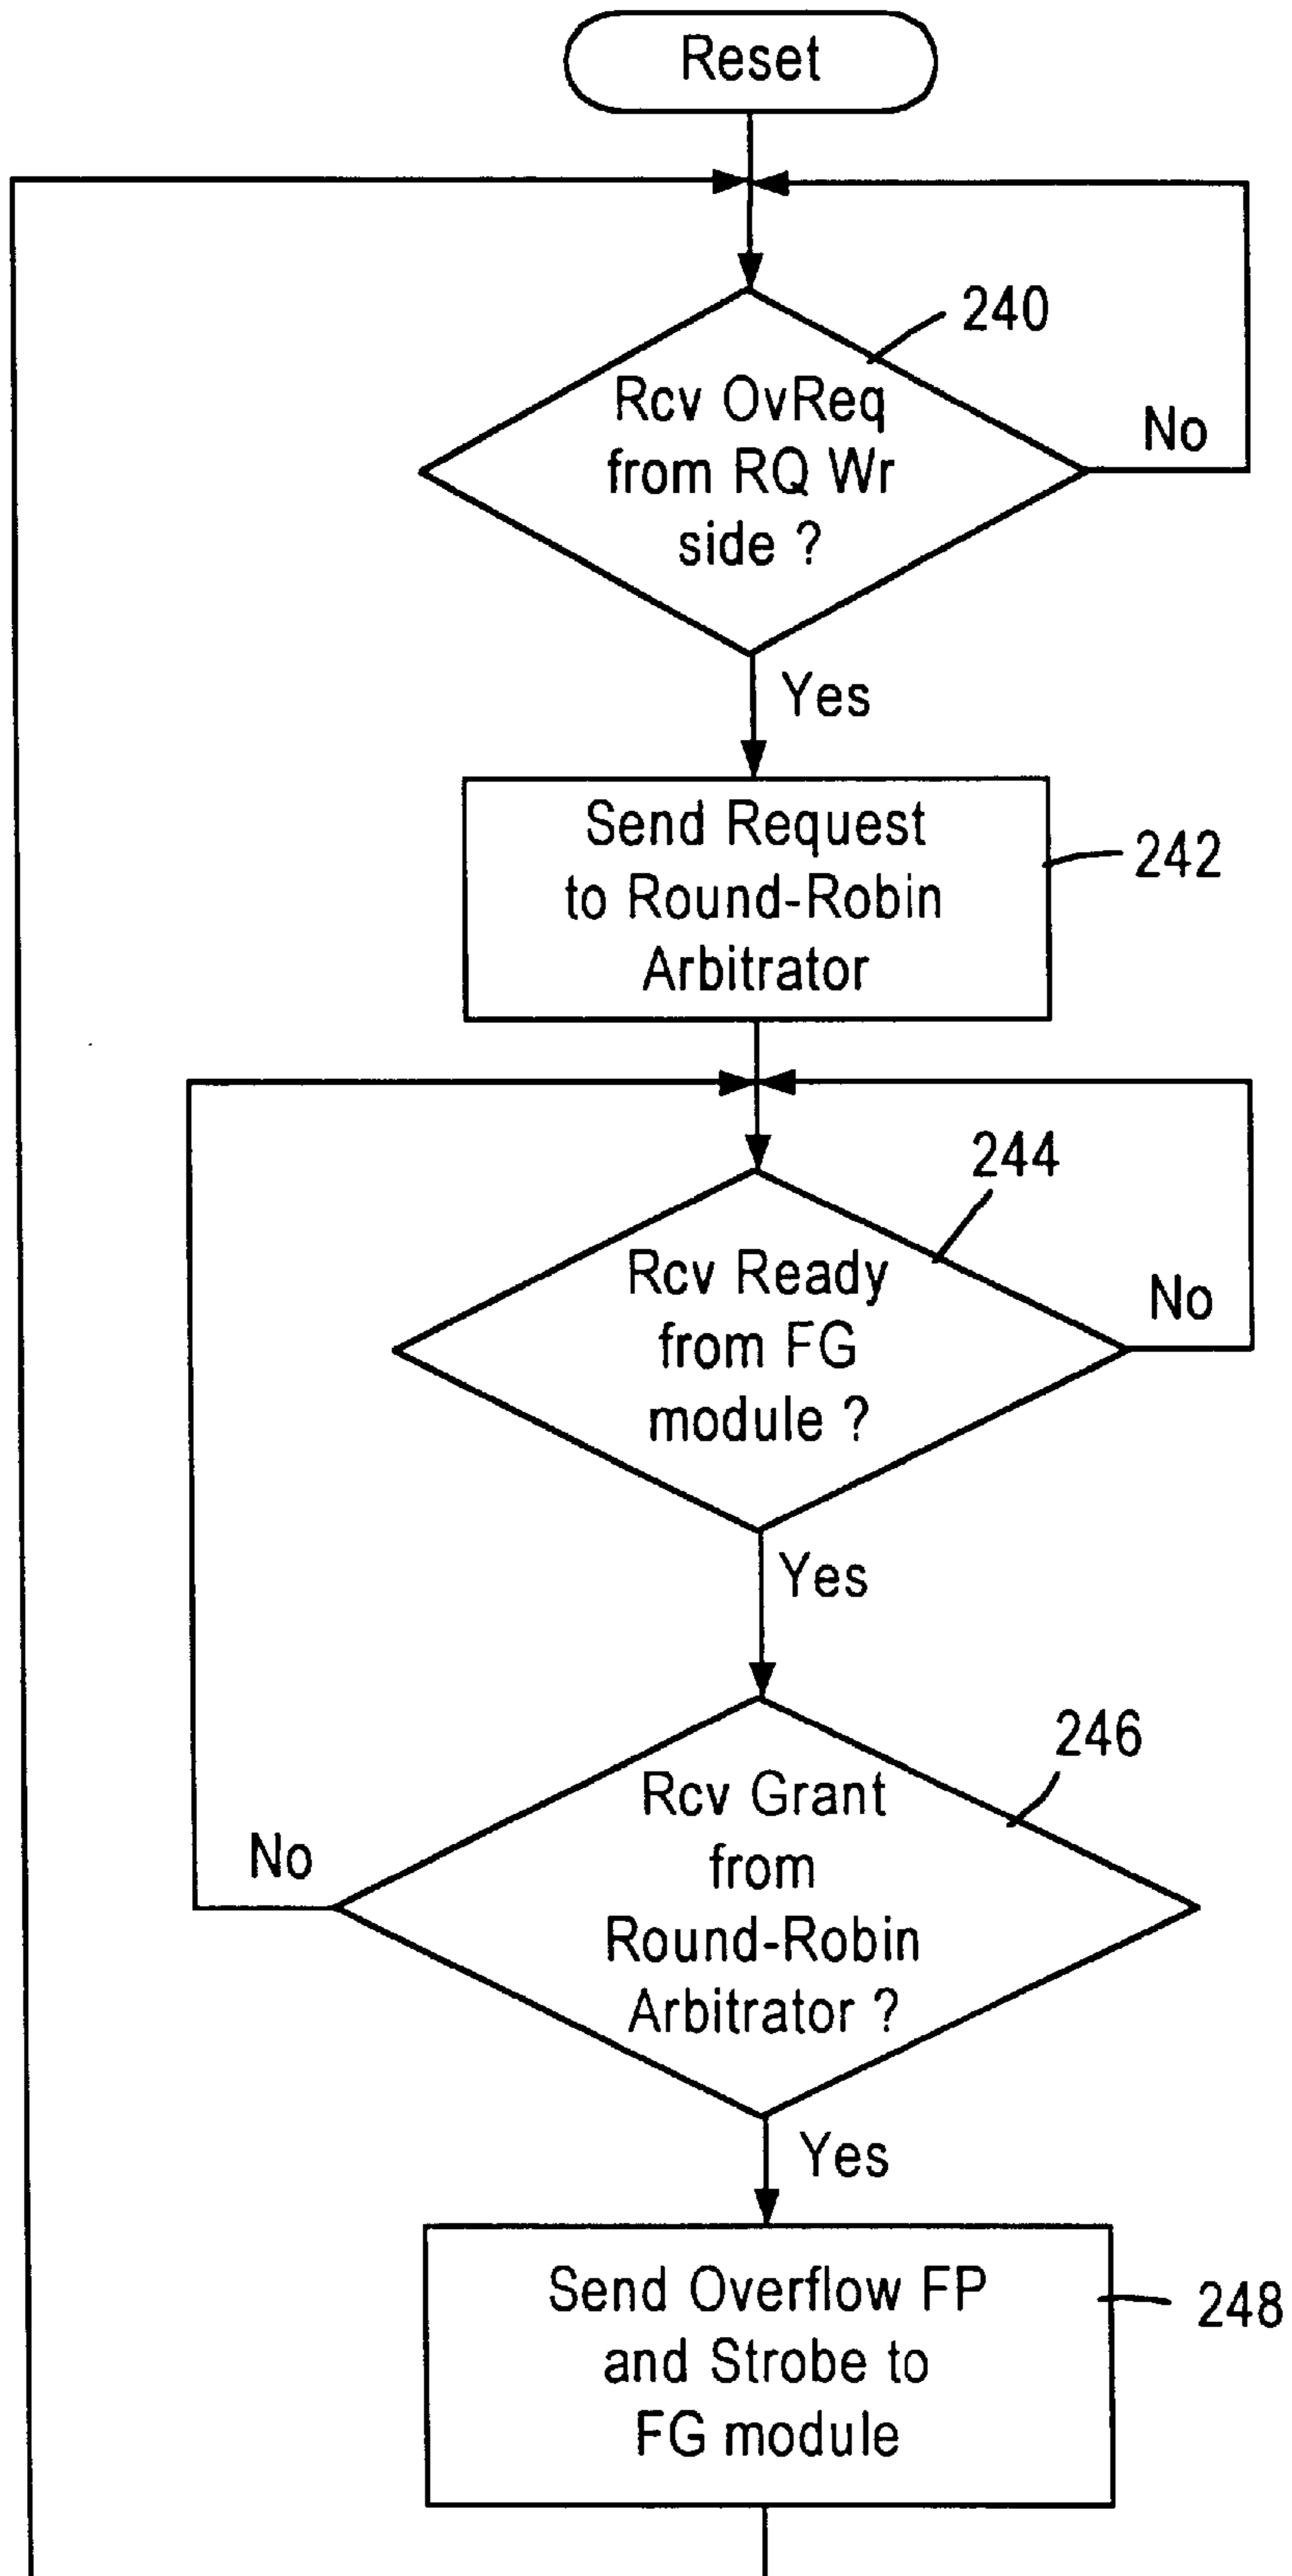 Reset
240
Rcv OvReq
from RQ Wr
side ?
No
Yes
Send Request
to Round-Robin
Arbitrator
242
244
Rcv Ready
from FG
module ?
No
Yes
246
Rcv Grant
from
Round-Robin
Arbitrator ?
No
Yes
Send Overflow FP
and Strobe to
FG module
248